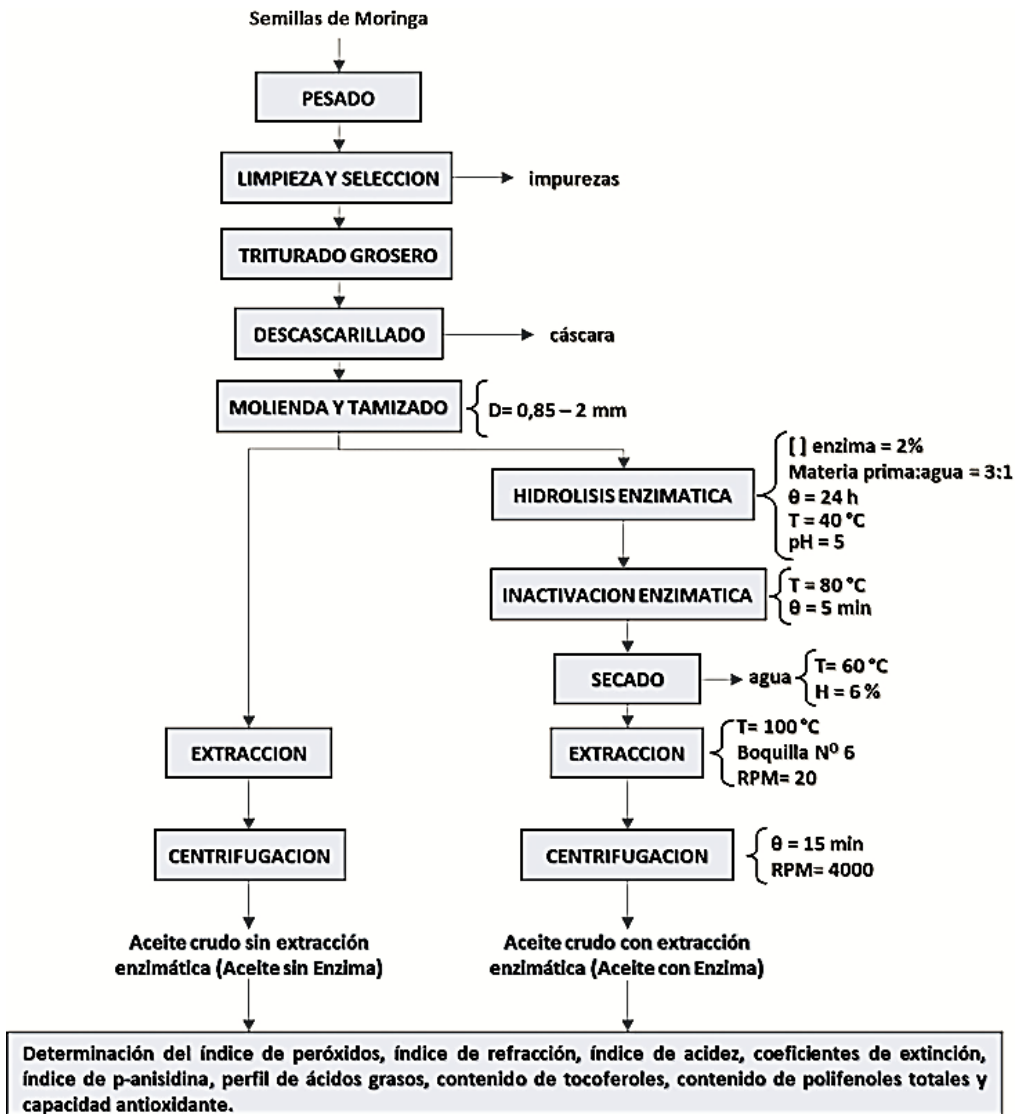 Semillas de Moringa
PESADO
LIMPIEZA Y SELECCION
impurezas
TRITURADO GROSERO
DESCASCARILLADO
cáscara
MOLIENDA Y TAMIZADO
D= 0,85 – 2 mm
[ ] enzima = 2%
Materia prima:agua = 3:1
θ = 24 h
T = 40 °C
pH = 5
HIDROLISIS ENZIMATICA
INACTIVACION ENZIMATICA
T = 80 °C
θ = 5 min
SECADO
agua
T= 60 °C
H = 6 %
EXTRACCION
EXTRACCION
T= 100 °C
Boquilla Nº 6
RPM= 20
CENTRIFUGACION
CENTRIFUGACION
θ = 15 min
RPM= 4000
Aceite crudo sin extracción
enzimática (Aceite sin Enzima)
Aceite crudo con extracción
enzimática (Aceite con Enzima)
Determinación del índice de peróxidos, índice de refracción, índice de acidez, coeficientes de extinción,
índice de p-anisidina, perfil de ácidos grasos, contenido de tocoferoles, contenido de polifenoles totales y
capacidad antioxidante.